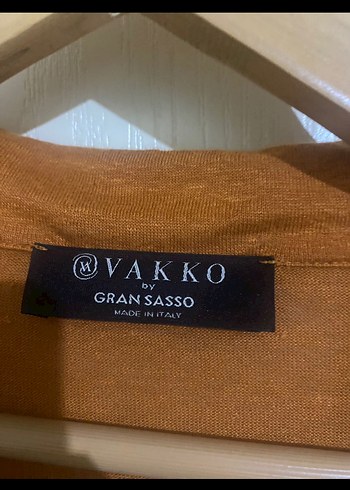 VAKKO
by
GRAN SASSO
MADE IN ITALY